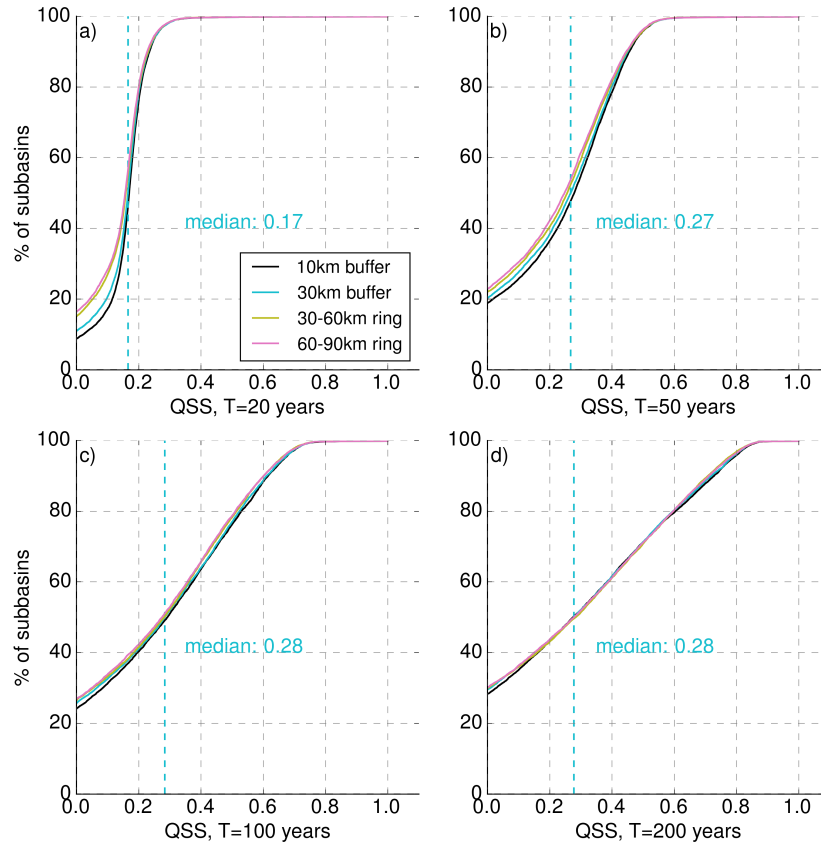 a)
100
80
60
40
20
0
% of subbasins
median: 0.17
10km buffer
30km buffer
30-60km ring
60-90km ring
0.0 0.2 0.4 0.6 0.8 1.0
QSS, T=20 years
b)
100
80
60
40
20
0
median: 0.27
0.0 0.2 0.4 0.6 0.8 1.0
QSS, T=50 years
c)
100
80
60
40
20
0
% of subbasins
median: 0.28
0.0 0.2 0.4 0.6 0.8 1.0
QSS, T=100 years
d)
100
80
60
40
20
0
median: 0.28
0.0 0.2 0.4 0.6 0.8 1.0
QSS, T=200 years